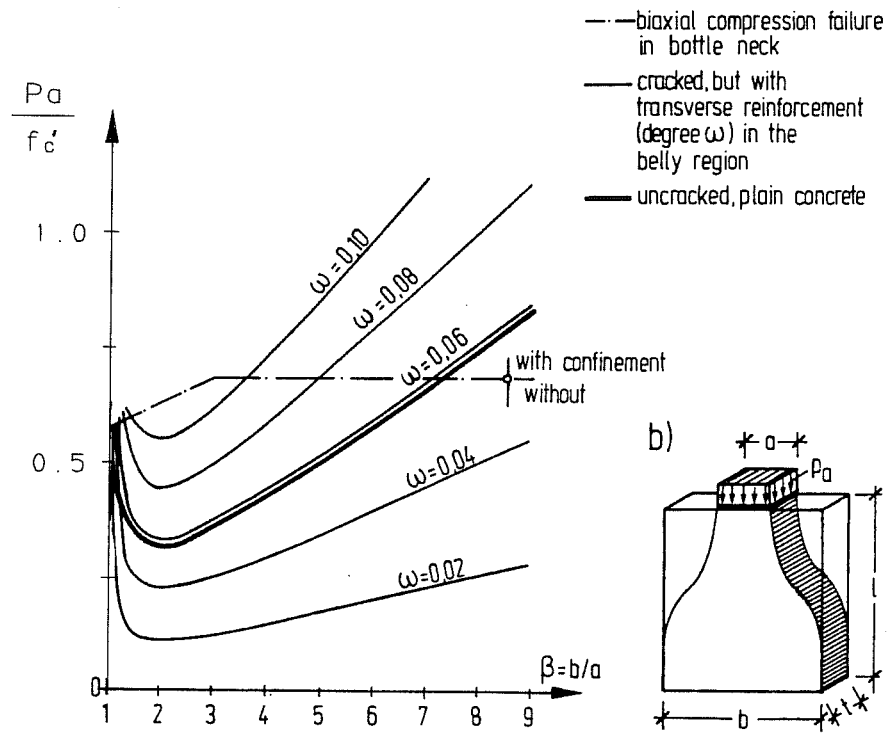 biaxial compression failure
in bottle neck
cracked, but with
transverse reinforcement
(degree ω) in the
belly region
uncracked, plain concrete
Pa
f'c
1.0
0.5
0
ω=0,10
ω=0,08
ω=0,06
ω=0,04
ω=0,02
with confinement
without
β=b/a
1 2 3 4 5 6 7 8 9
b)
a
Pa
l
b
t